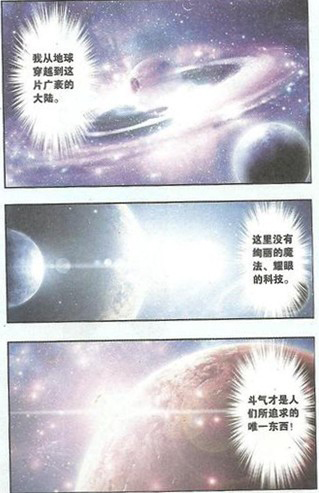 我从地球
穿越到这
片广袤的
大陆。
这里没有
绚丽的魔
法、耀眼
的科技。
斗气才是人
们所追求的
唯一东西！